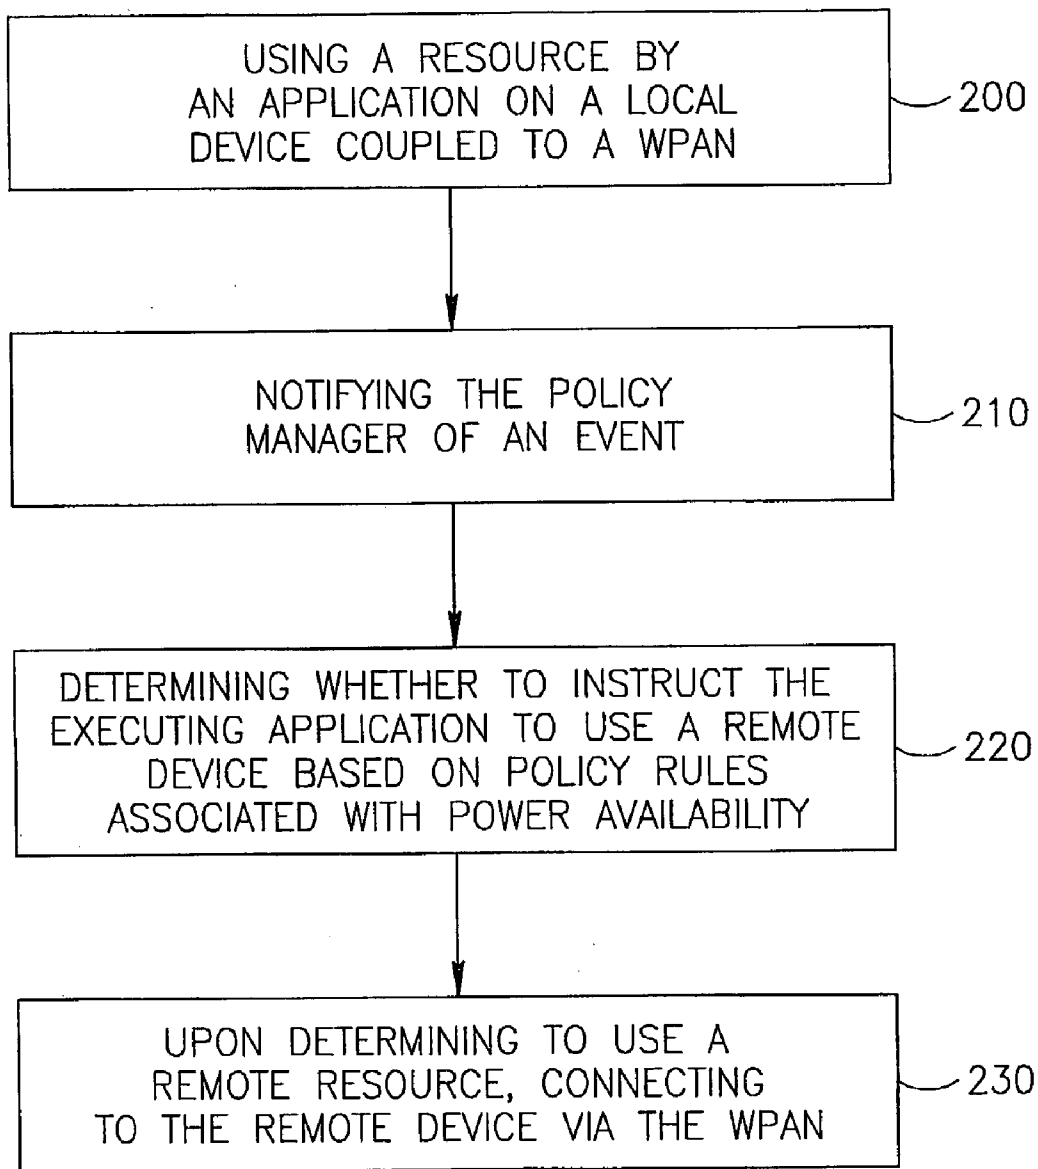 USING A RESOURCE BY
AN APPLICATION ON A LOCAL
DEVICE COUPLED TO A WPAN
200
NOTIFYING THE POLICY
MANAGER OF AN EVENT
210
DETERMINING WHETHER TO INSTRUCT THE
EXECUTING APPLICATION TO USE A REMOTE
DEVICE BASED ON POLICY RULES
ASSOCIATED WITH POWER AVAILABILITY
220
UPON DETERMINING TO USE A
REMOTE RESOURCE, CONNECTING
TO THE REMOTE DEVICE VIA THE WPAN
230